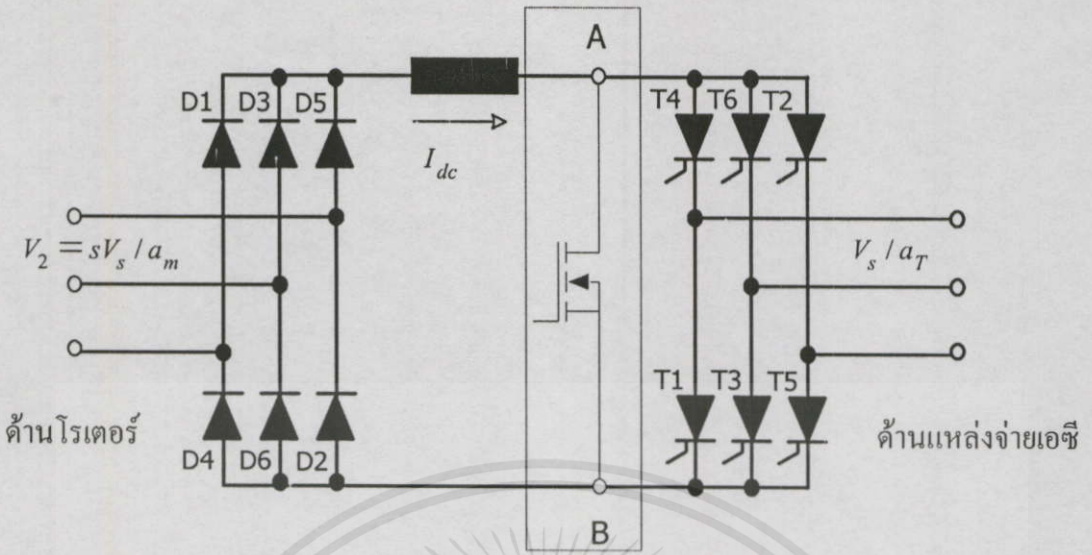 A
D1 D3 D5
T4 T6 T2
I_{dc}
V_2 = sV_s / a_m
V_s / a_T
T1 T3 T5
ด้านโรเตอร์
ด้านแหล่งจ่ายเอซี
D4 D6 D2
B